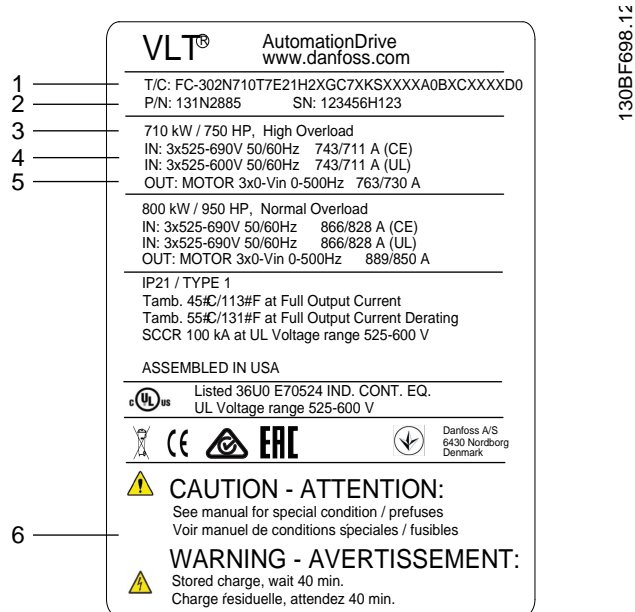 VLT® AutomationDrive
www.danfoss.com
1 T/C: FC-302N710T7E21H2XGC7XKSXXXXA0BXCXXXXD0
2 P/N: 131N2885 SN: 123456H123
3 710 kW / 750 HP, High Overload
4 IN: 3x525-690V 50/60Hz 743/711 A (CE)
IN: 3x525-600V 50/60Hz 743/711 A (UL)
5 OUT: MOTOR 3x0-Vin 0-500Hz 763/730 A
800 kW / 950 HP, Normal Overload
IN: 3x525-690V 50/60Hz 866/828 A (CE)
IN: 3x525-690V 50/60Hz 866/828 A (UL)
OUT: MOTOR 3x0-Vin 0-500Hz 889/850 A
IP21 / TYPE 1
Tamb. 45#C/113#F at Full Output Current
Tamb. 55#C/131#F at Full Output Current Derating
SCCR 100 kA at UL Voltage range 525-600 V
ASSEMBLED IN USA
c UL us Listed 36U0 E70524 IND. CONT. EQ.
UL Voltage range 525-600 V
CE EAC
Danfoss A/S
6430 Nordborg
Denmark
CAUTION - ATTENTION:
See manual for special condition / prefuses
Voir manuel de conditions śpeciales / fusibles
6
WARNING - AVERTISSEMENT:
Stored charge, wait 40 min.
Charge ŕesiduelle, attendez 40 min.
130BF698.12